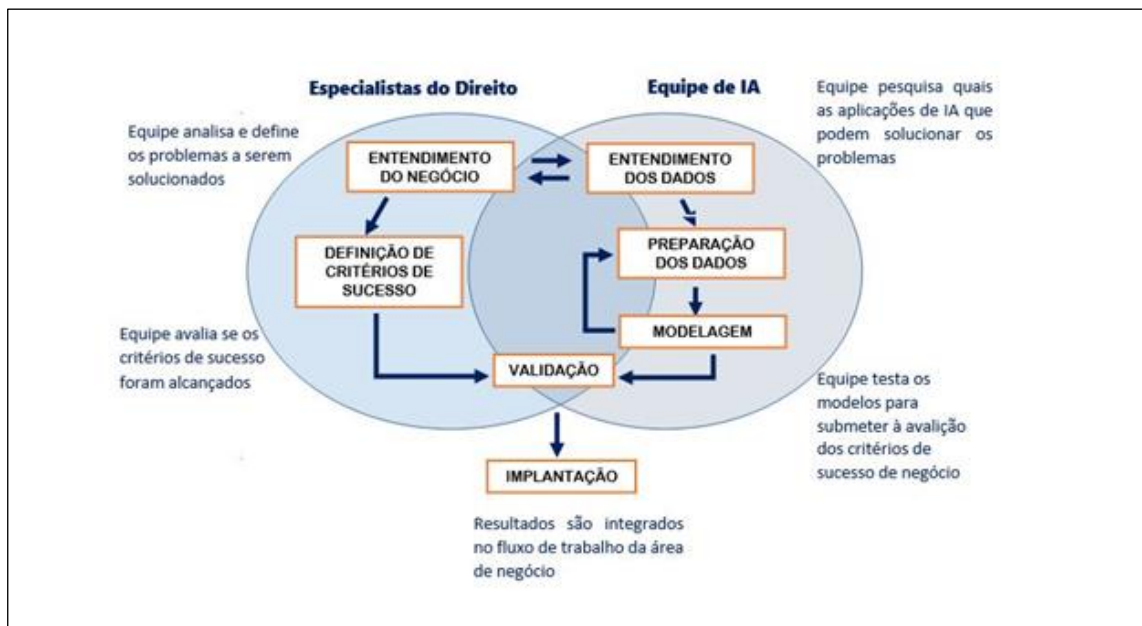 Especialistas do Direito
Equipe de IA
Equipe analisa e define
os problemas a serem
solucionados
Equipe pesquisa quais
as aplicações de IA que
podem solucionar os
problemas
ENTENDIMENTO
DO NEGÓCIO
ENTENDIMENTO
DOS DADOS
DEFINIÇÃO DE
CRITÉRIOS DE
SUCESSO
PREPARAÇÃO
DOS DADOS
MODELAGEM
Equipe avalia se os
critérios de sucesso
foram alcançados
VALIDAÇÃO
Equipe testa os
modelos para
submeter à avalição
dos critérios de
sucesso de negócio
IMPLANTAÇÃO
Resultados são integrados
no fluxo de trabalho da área
de negócio